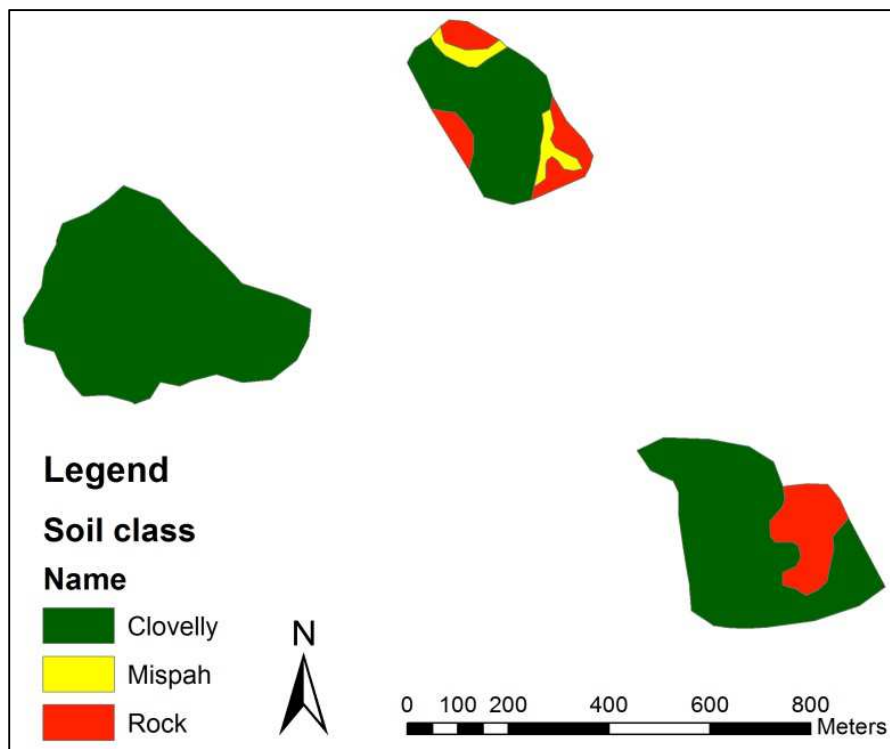 Legend
Soil class
Name
Clovelly
Mispah
Rock
N
0 100 200 400 600 800
Meters